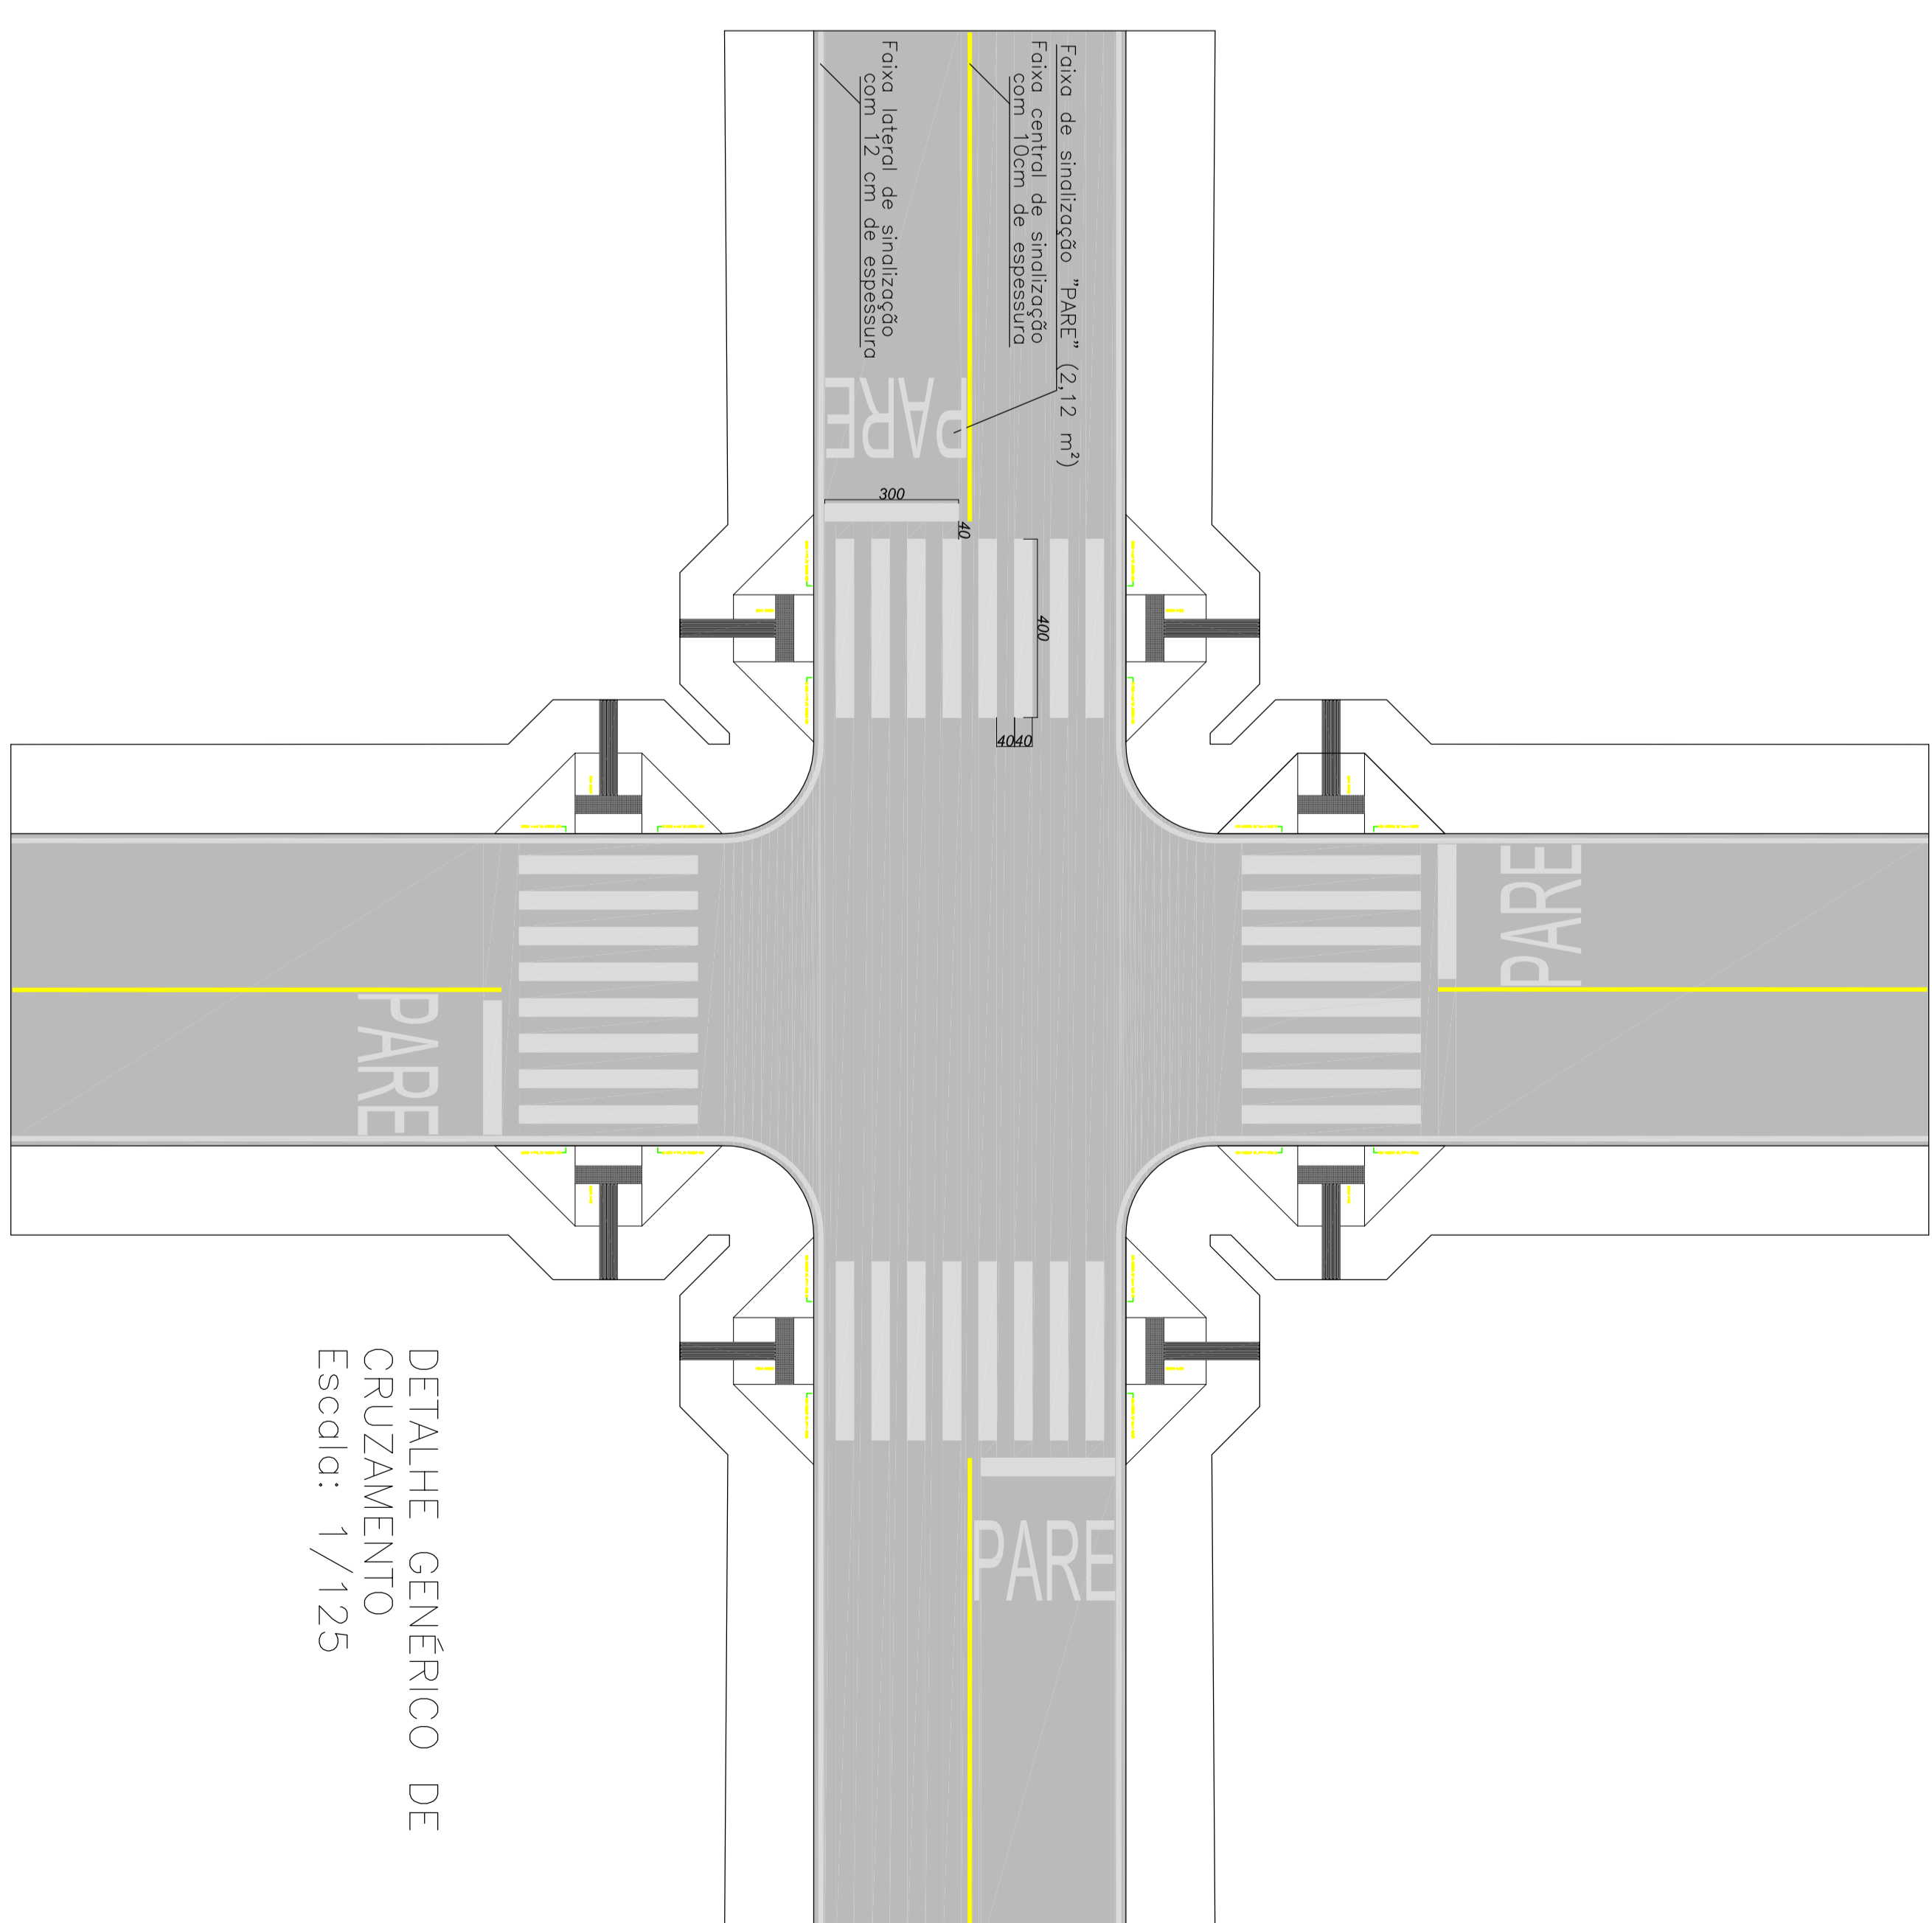 Faixa de sinalização "PARE" (2,12 m²)
Faixa central de sinalização
com 10cm de espessura
Faixa lateral de sinalização
com 12 cm de espessura
PARE
300
40
400
4040
PARE
PARE
PARE
DETALHE GENÉRICO DE
CRUZAMENTO
Escala: 1/125